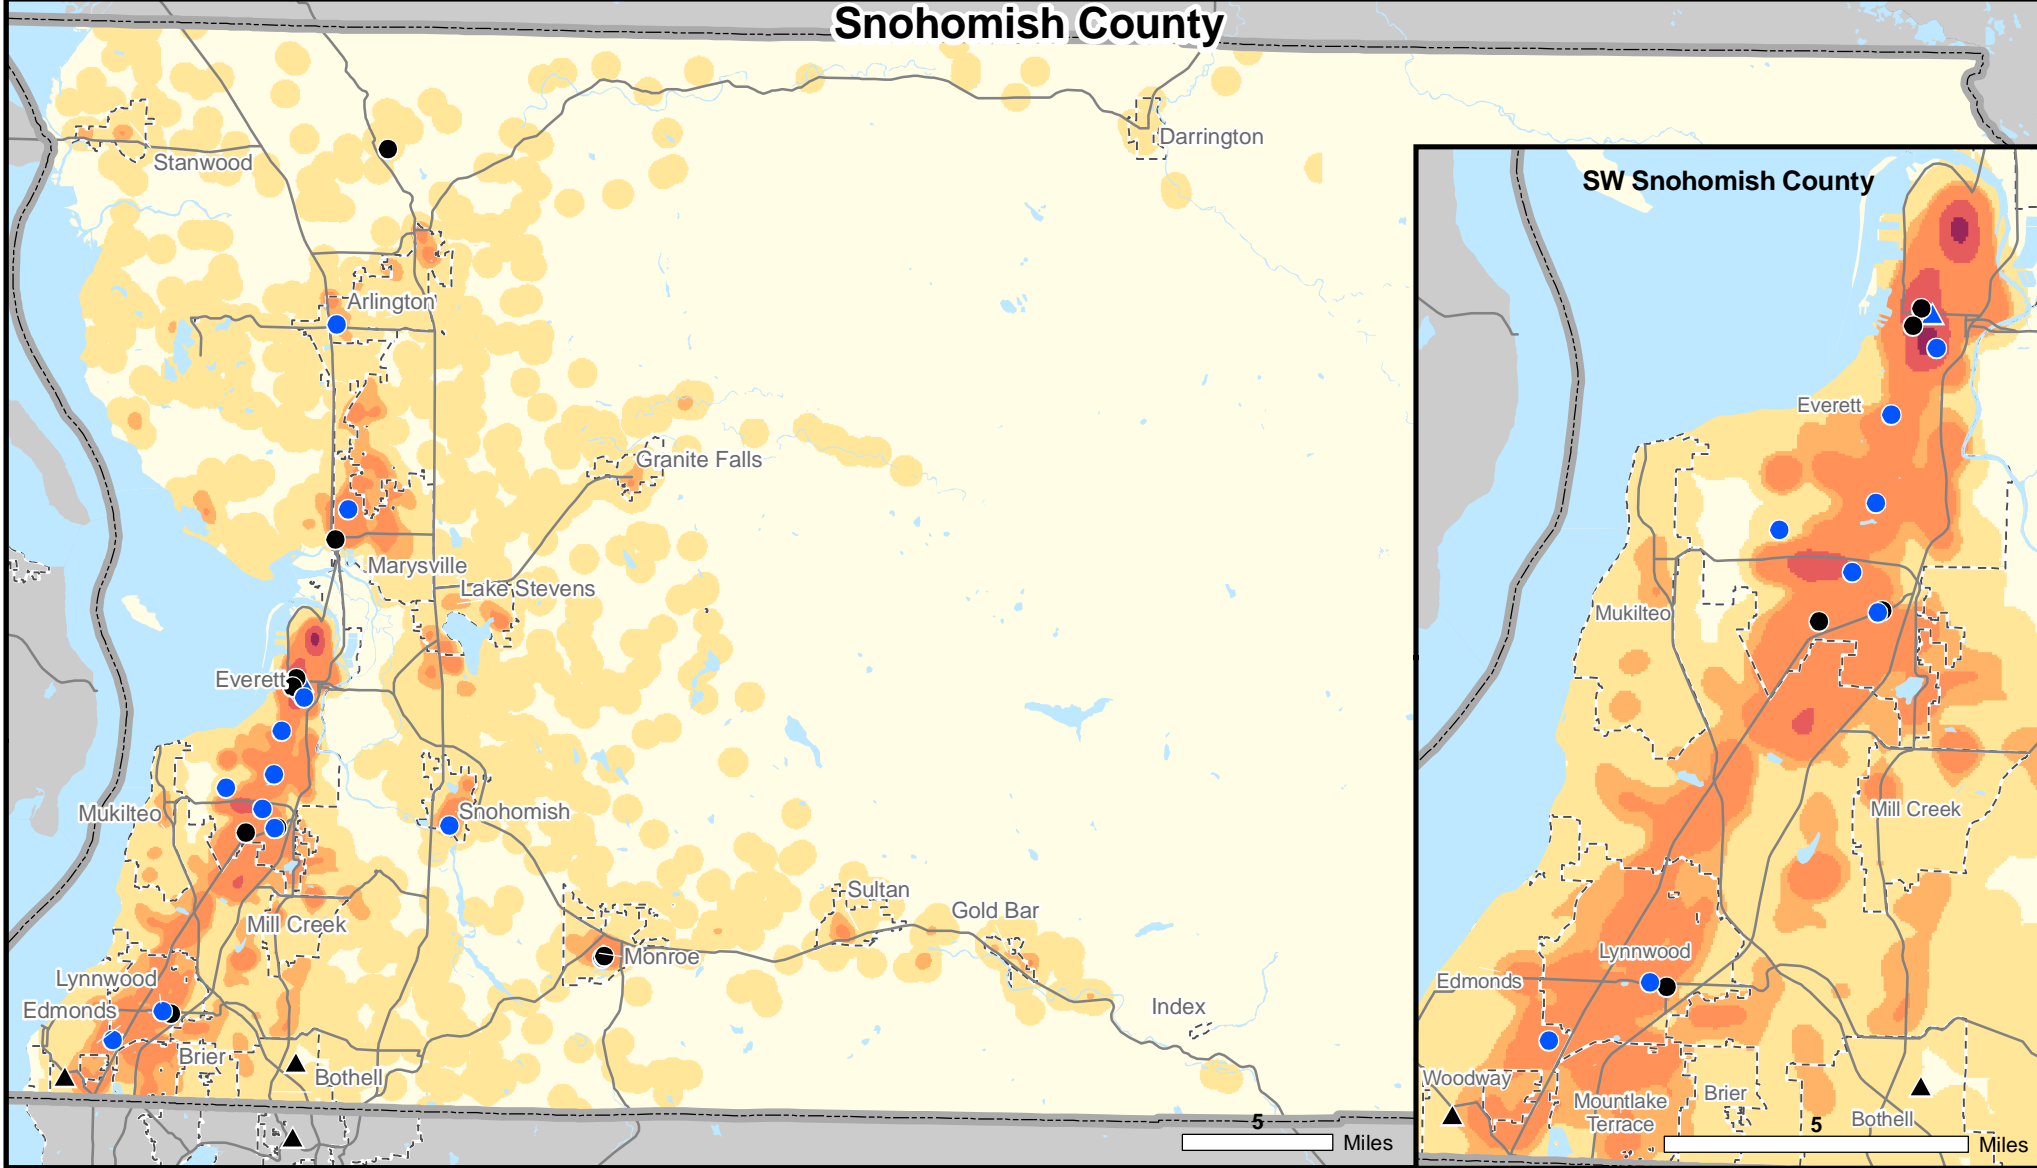 Snohomish County
Darrington
Stanwood
SW Snohomish County
Arlington
Everett
Granite Falls
Marysville
Lake Stevens
Mukilteo
Everett
Mukilteo
Snohomish
Mill Creek
Sultan
Gold Bar
Mill Creek
Lynnwood
Monroe
Lynnwood
Edmonds
Edmonds
Index
Brier
Bothell
Woodway
Brier
Mountlake
Terrace
Bothell
5
Miles
5
Miles